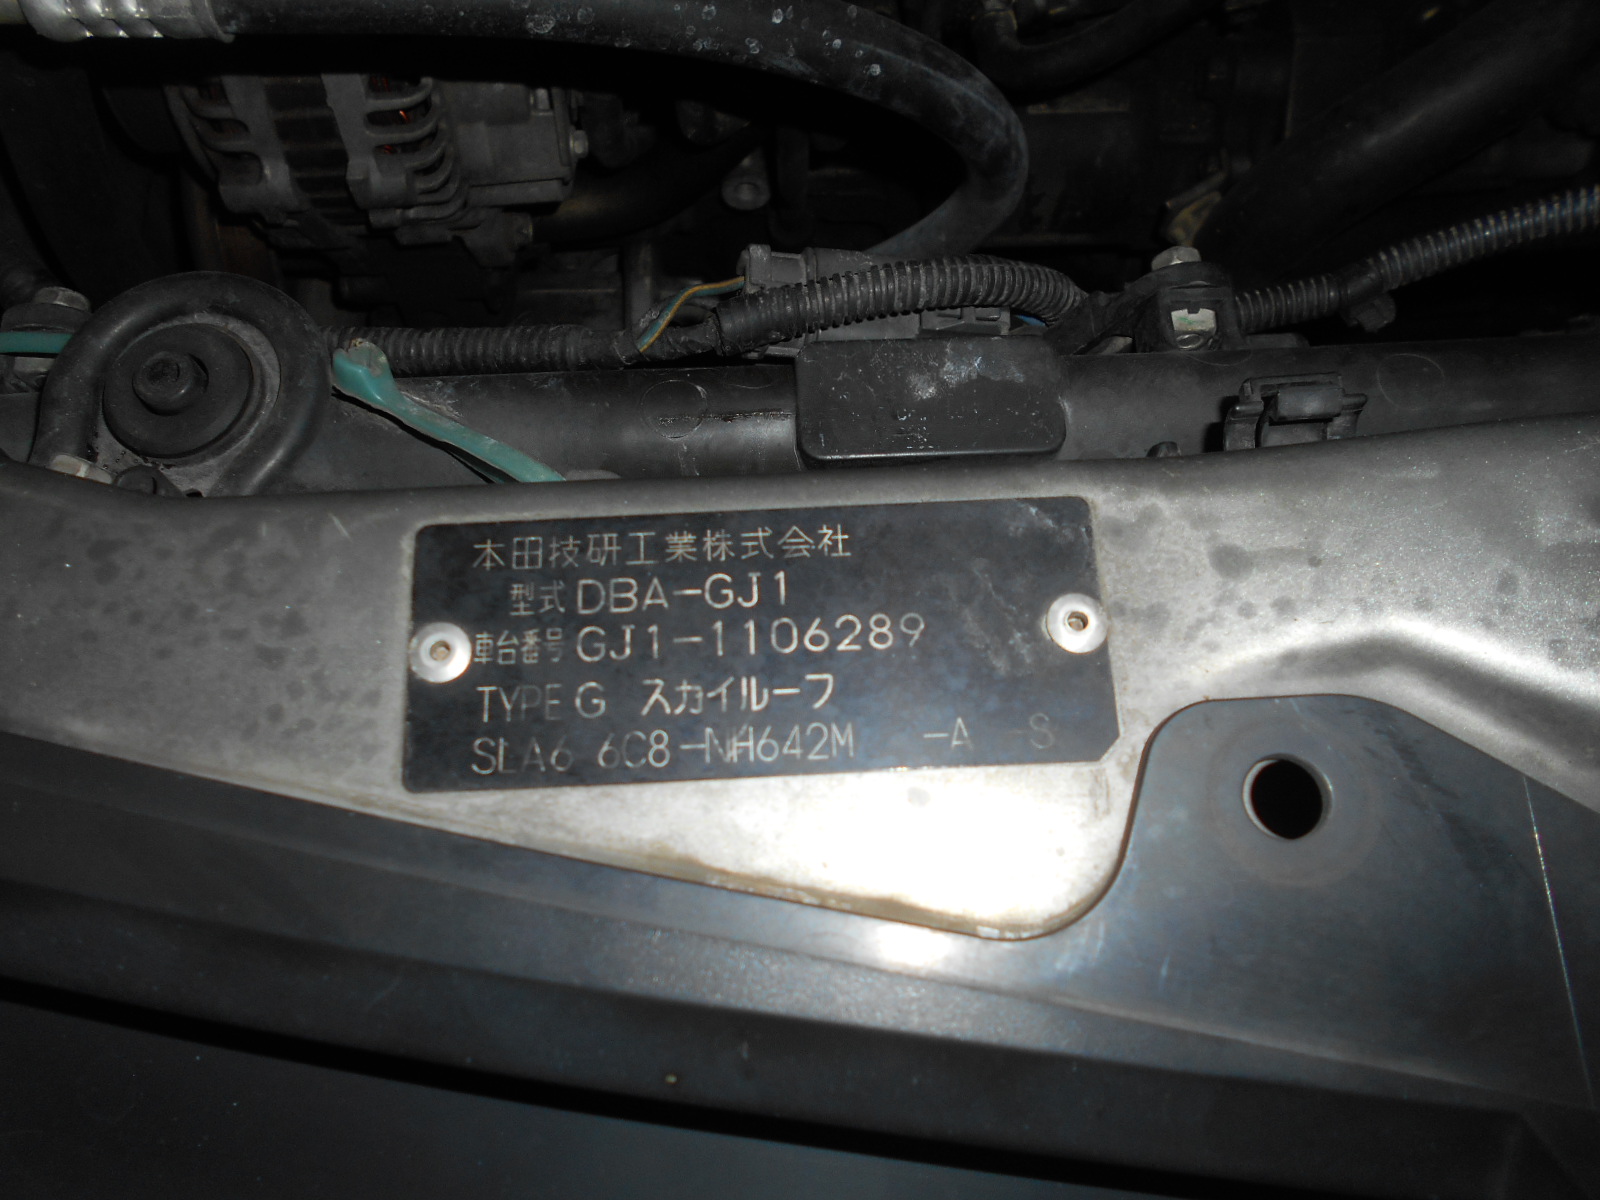 本田技研工業株式会社
型式 DBA-GJ1
車台番号 GJ1-1106289
TYPE G スカイルーフ
SLA6 6C8-NH642M -A -S